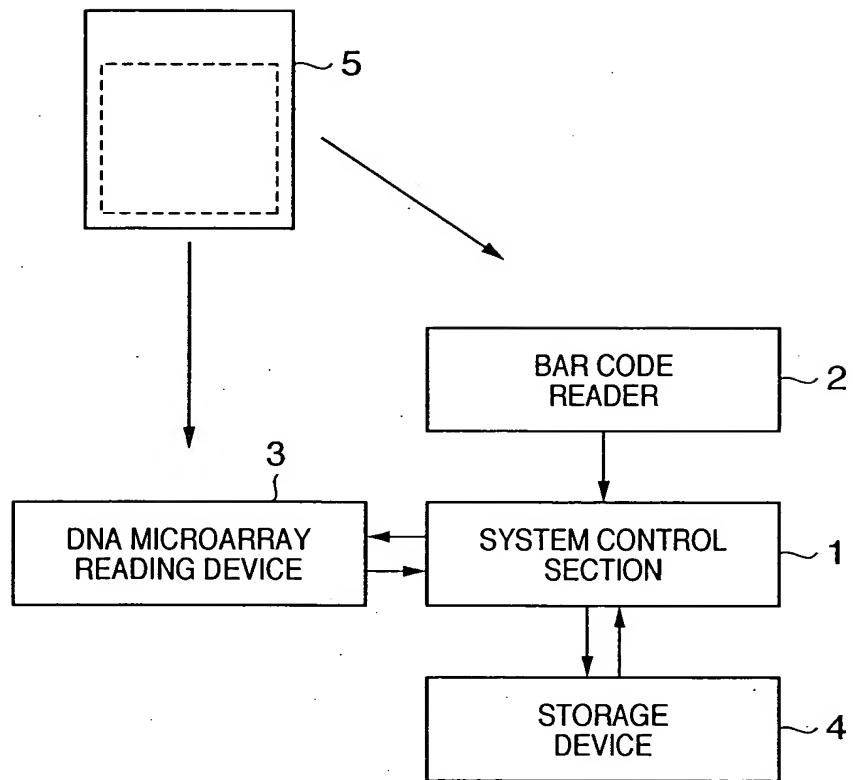 5
BAR CODE
READER
2
3
DNA MICROARRAY
READING DEVICE
SYSTEM CONTROL
SECTION
1
STORAGE
DEVICE
4